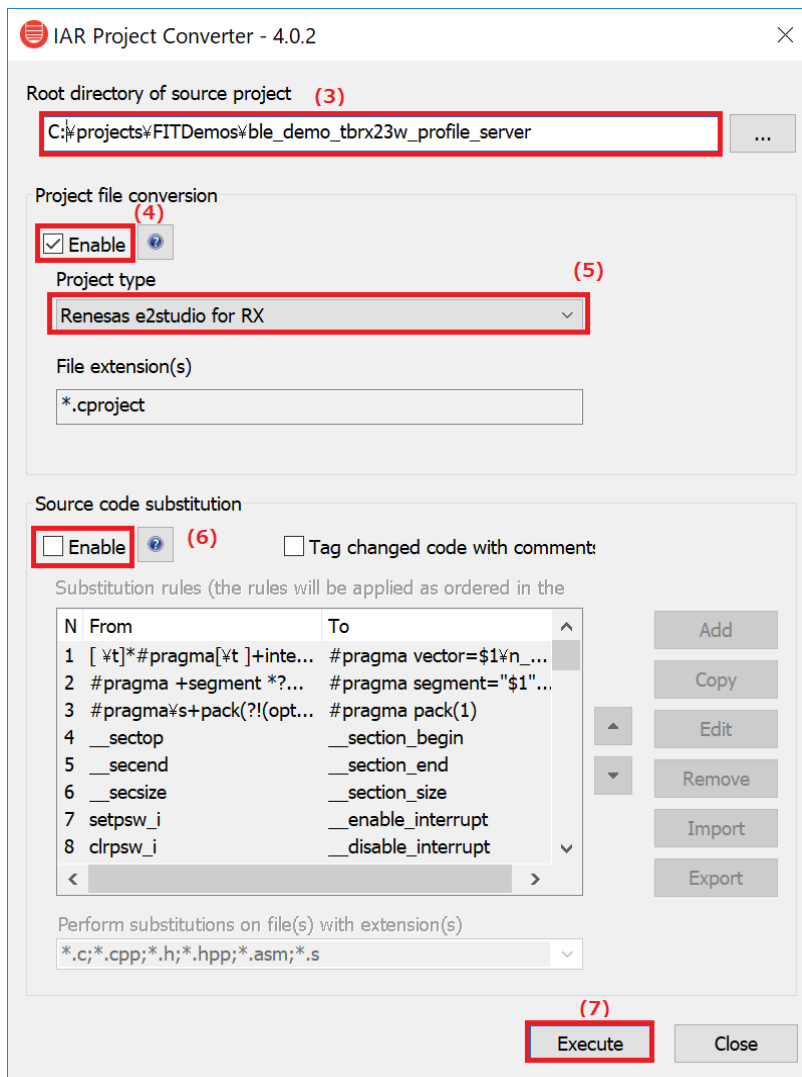 IAR Project Converter - 4.0.2
Root directory of source project (3)
C:¥projects¥FITDemos¥ble_demo_tbrx23w_profile_server
...
Project file conversion
(4)
Enable
Project type (5)
Renesas e2studio for RX
File extension(s)
*.cproject
Source code substitution
Enable (6) Tag changed code with comments
Substitution rules (the rules will be applied as ordered in the
N From To
1 [ ¥t]*#pragma[¥t ]+inte... #pragma vector=$1¥n_...
2 #pragma +segment *?... #pragma segment="$1"...
3 #pragma¥s+pack(?!(opt... #pragma pack(1)
4 __sectop __section_begin
5 __secend __section_end
6 __secsize __section_size
7 setpsw_i __enable_interrupt
8 clrpsw_i __disable_interrupt
Add
Copy
Edit
Remove
Import
Export
Perform substitutions on file(s) with extension(s)
*.c;*.cpp;*.h;*.hpp;*.asm;*.s
(7)
Execute Close